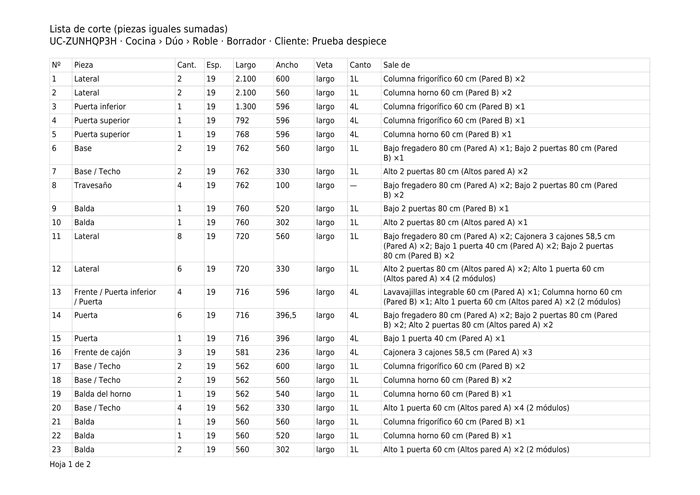 Lista de corte (piezas iguales sumadas)
UC-ZUNHQP3H · Cocina › Dúo › Roble · Borrador · Cliente: Prueba despiece
Nº Pieza Cant. Esp. Largo Ancho Veta Canto Sale de
1 Lateral 2 19 2.100 600 largo 1L Columna frigorífico 60 cm (Pared B) ×2
2 Lateral 2 19 2.100 560 largo 1L Columna horno 60 cm (Pared B) ×2
3 Puerta inferior 1 19 1.300 596 largo 4L Columna frigorífico 60 cm (Pared B) ×1
4 Puerta superior 1 19 792 596 largo 4L Columna frigorífico 60 cm (Pared B) ×1
5 Puerta superior 1 19 768 596 largo 4L Columna horno 60 cm (Pared B) ×1
6 Base 2 19 762 560 largo 1L Bajo fregadero 80 cm (Pared A) ×1; Bajo 2 puertas 80 cm (Pared
B) ×1
7 Base / Techo 2 19 762 330 largo 1L Alto 2 puertas 80 cm (Altos pared A) ×2
8 Travesaño 4 19 762 100 largo — Bajo fregadero 80 cm (Pared A) ×2; Bajo 2 puertas 80 cm (Pared
B) ×2
9 Balda 1 19 760 520 largo 1L Bajo 2 puertas 80 cm (Pared B) ×1
10 Balda 1 19 760 302 largo 1L Alto 2 puertas 80 cm (Altos pared A) ×1
11 Lateral 8 19 720 560 largo 1L Bajo fregadero 80 cm (Pared A) ×2; Cajonera 3 cajones 58,5 cm
(Pared A) ×2; Bajo 1 puerta 40 cm (Pared A) ×2; Bajo 2 puertas
80 cm (Pared B) ×2
12 Lateral 6 19 720 330 largo 1L Alto 2 puertas 80 cm (Altos pared A) ×2; Alto 1 puerta 60 cm
(Altos pared A) ×4 (2 módulos)
13 Frente / Puerta inferior 4 19 716 596 largo 4L Lavavajillas integrable 60 cm (Pared A) ×1; Columna horno 60 cm
/ Puerta (Pared B) ×1; Alto 1 puerta 60 cm (Altos pared A) ×2 (2 módulos)
14 Puerta 6 19 716 396,5 largo 4L Bajo fregadero 80 cm (Pared A) ×2; Bajo 2 puertas 80 cm (Pared
B) ×2; Alto 2 puertas 80 cm (Altos pared A) ×2
15 Puerta 1 19 716 396 largo 4L Bajo 1 puerta 40 cm (Pared A) ×1
16 Frente de cajón 3 19 581 236 largo 4L Cajonera 3 cajones 58,5 cm (Pared A) ×3
17 Base / Techo 2 19 562 600 largo 1L Columna frigorífico 60 cm (Pared B) ×2
18 Base / Techo 2 19 562 560 largo 1L Columna horno 60 cm (Pared B) ×2
19 Balda del horno 1 19 562 540 largo 1L Columna horno 60 cm (Pared B) ×1
20 Base / Techo 4 19 562 330 largo 1L Alto 1 puerta 60 cm (Altos pared A) ×4 (2 módulos)
21 Balda 1 19 560 560 largo 1L Columna frigorífico 60 cm (Pared B) ×1
22 Balda 1 19 560 520 largo 1L Columna horno 60 cm (Pared B) ×1
23 Balda 2 19 560 302 largo 1L Alto 1 puerta 60 cm (Altos pared A) ×2 (2 módulos)
Hoja 1 de 2